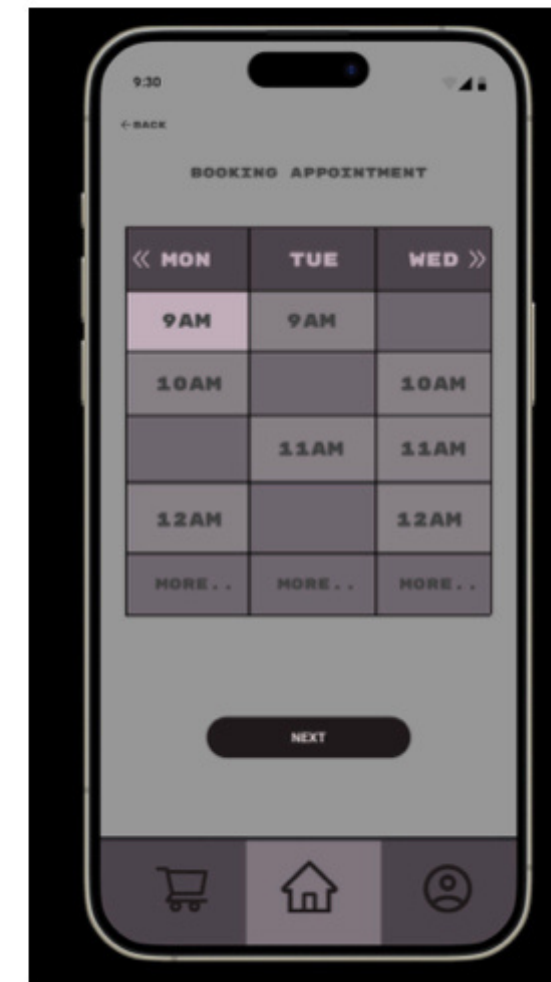 9:30
←BACK
BOOKING APPOINTMENT
« MON TUE WED »
9AM 9AM
10AM 10AM
11AM 11AM
12AM 12AM
MORE.. MORE.. MORE..
NEXT